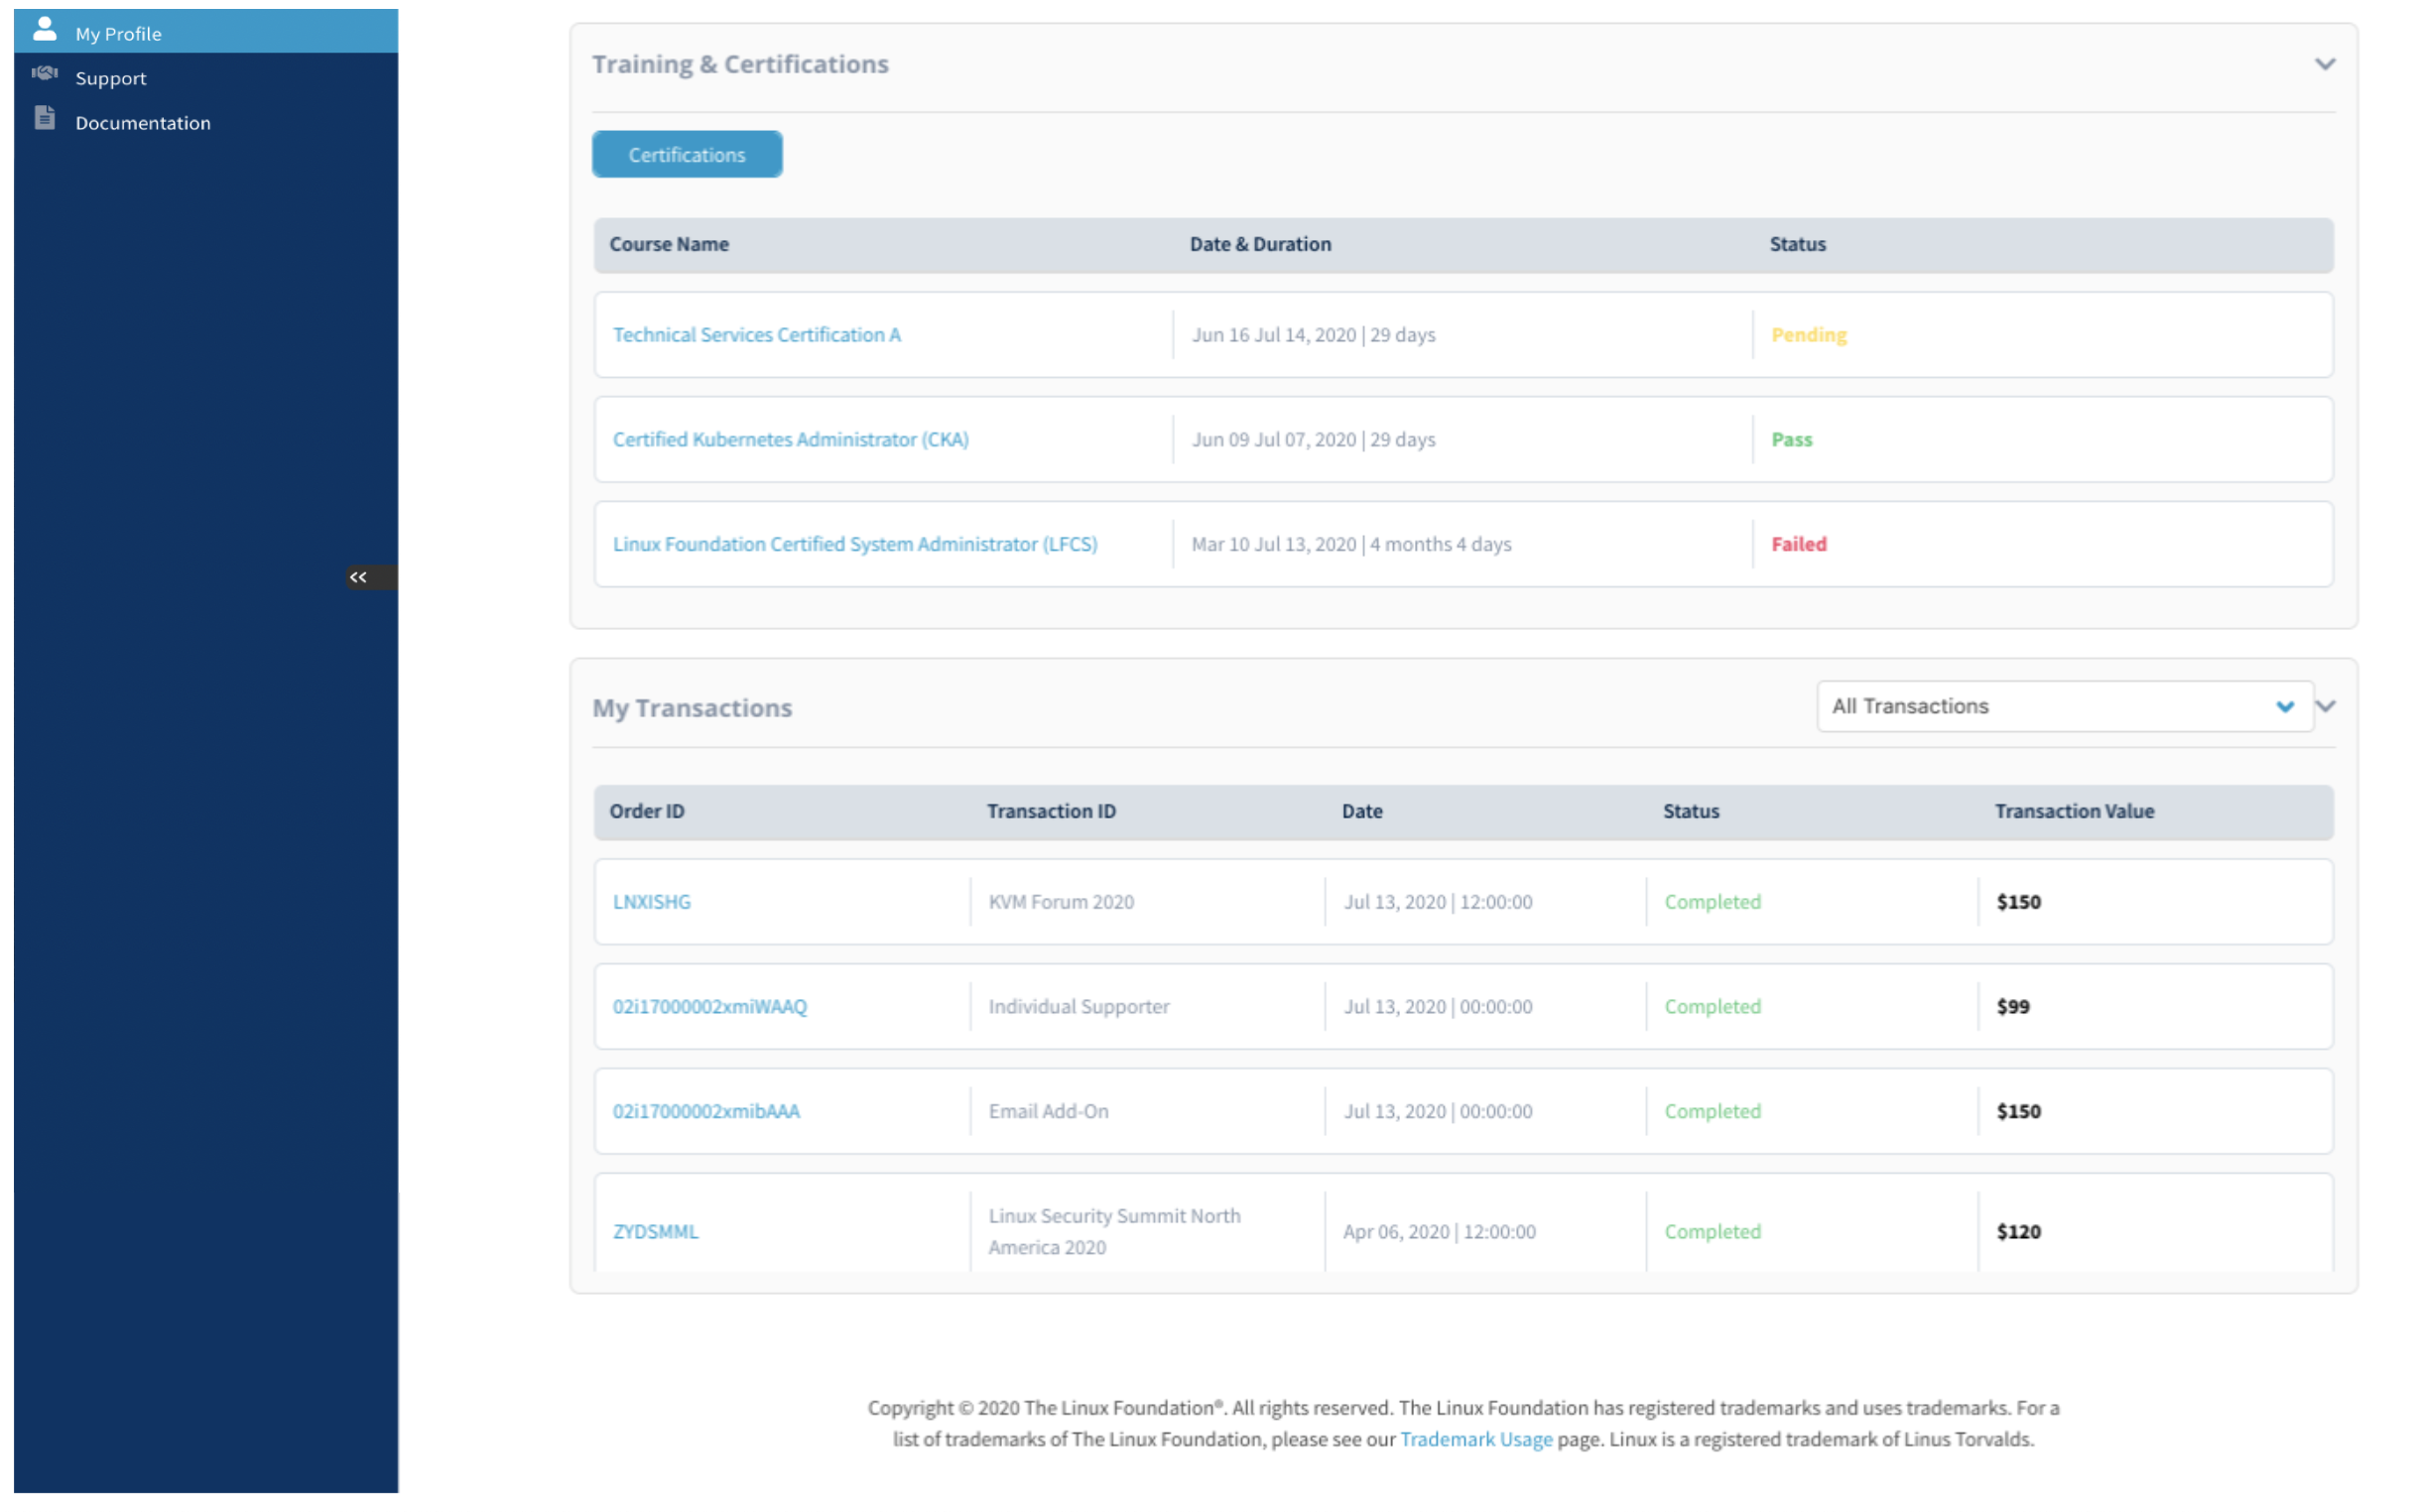 My Profile
Support
Documentation
<<
Training & Certifications
Certifications
Course Name Date & Duration Status
Technical Services Certification A Jun 16 Jul 14, 2020 | 29 days Pending
Certified Kubernetes Administrator (CKA) Jun 09 Jul 07, 2020 | 29 days Pass
Linux Foundation Certified System Administrator (LFCS) Mar 10 Jul 13, 2020 | 4 months 4 days Failed
My Transactions All Transactions
Order ID Transaction ID Date Status Transaction Value
LNXISHG KVM Forum 2020 Jul 13, 2020 | 12:00:00 Completed $150
02i17000002xmiWAAQ Individual Supporter Jul 13, 2020 | 00:00:00 Completed $99
02i17000002xmibAAA Email Add-On Jul 13, 2020 | 00:00:00 Completed $150
ZYDSMML Linux Security Summit North
America 2020 Apr 06, 2020 | 12:00:00 Completed $120
Copyright © 2020 The Linux Foundation®. All rights reserved. The Linux Foundation has registered trademarks and uses trademarks. For a
list of trademarks of The Linux Foundation, please see our Trademark Usage page. Linux is a registered trademark of Linus Torvalds.